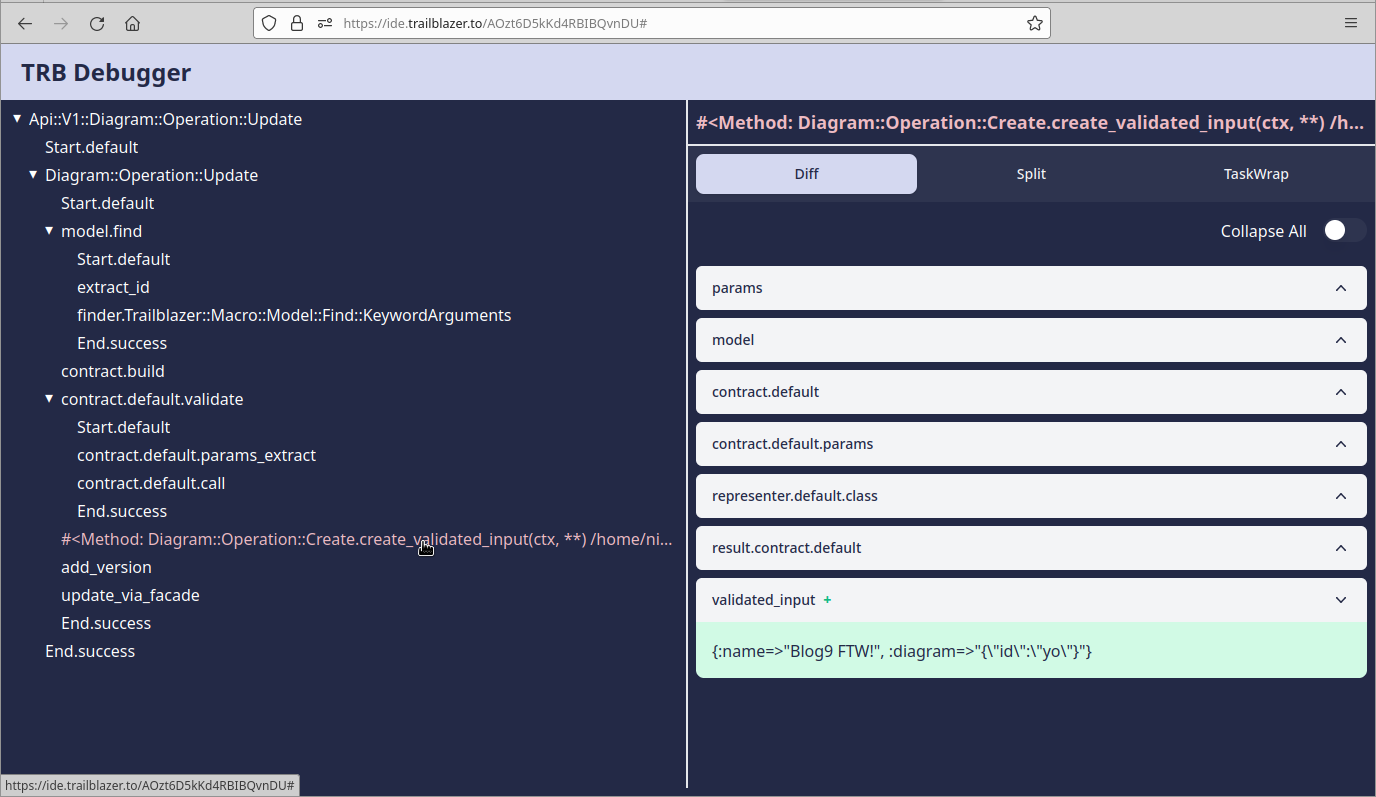 https://ide.trailblazer.to/AOzt6D5kKd4RBIBQvnDU#
TRB Debugger
Api::V1::Diagram::Operation::Update
Start.default
Diagram::Operation::Update
Start.default
model.find
Start.default
extract_id
finder.Trailblazer::Macro::Model::Find::KeywordArguments
End.success
contract.build
contract.default.validate
Start.default
contract.default.params_extract
contract.default.call
End.success
#<Method: Diagram::Operation::Create.create_validated_input(ctx, **) /home/ni...
add_version
update_via_facade
End.success
End.success
#<Method: Diagram::Operation::Create.create_validated_input(ctx, **) /h...
Diff Split TaskWrap
Collapse All
params
model
contract.default
contract.default.params
representer.default.class
result.contract.default
validated_input +
{:name=>"Blog9 FTW!", :diagram=>"{\"id\":\"yo\"}"}
https://ide.trailblazer.to/AOzt6D5kKd4RBIBQvnDU#